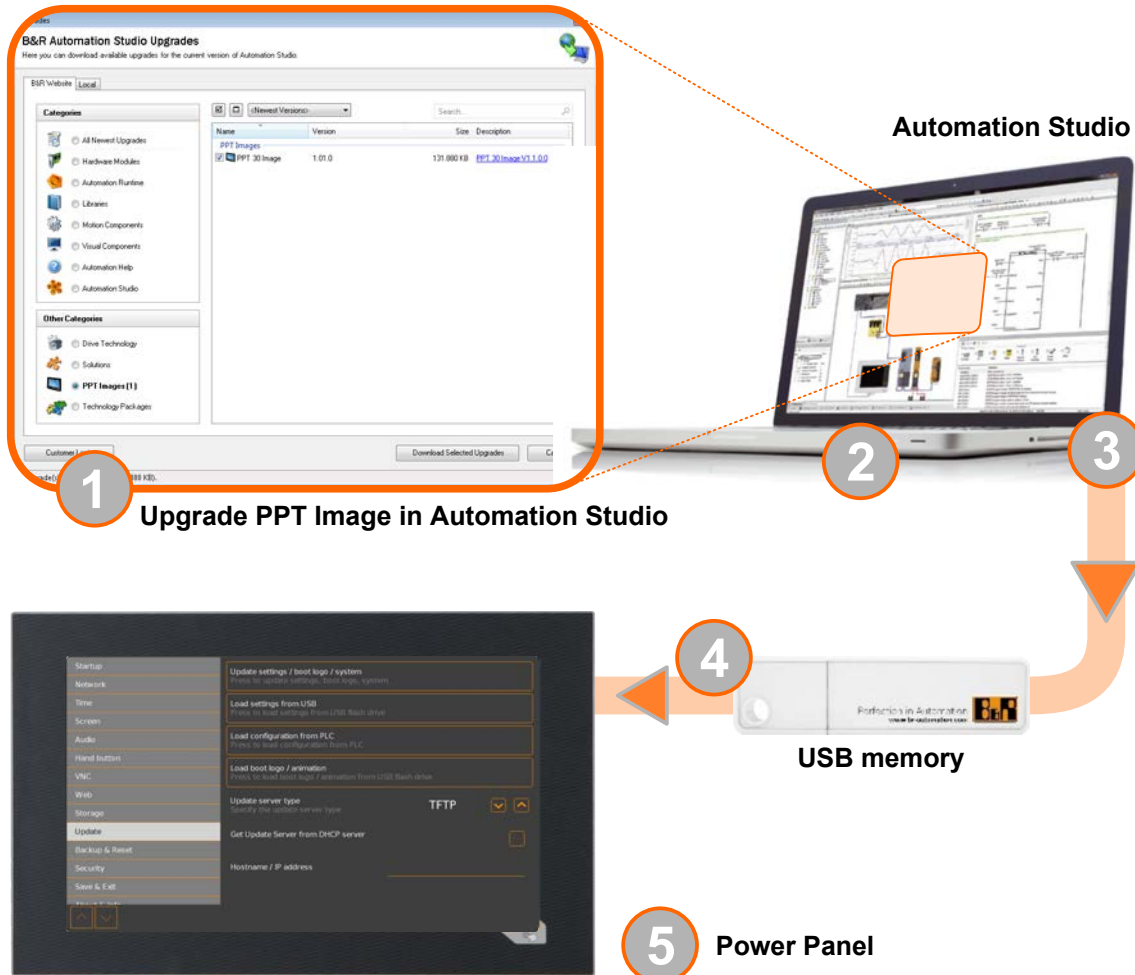 B&R Automation Studio Upgrades
Here you can download available upgrades for the current version of Automation Studio
B&R Website Local
Categories
All Newest Upgrades
Hardware Modules
Automation Runtime
Libraries
Motion Components
Visual Components
Automation Help
Automation Studio
Other Categories
Drive Technology
Solutions
PPT Images (1)
Technology Packages
<Newest Versions>
Search...
Name Version Size Description
PPT Images
PPT 30 Image 1.01.0 131.880 KB PPT 30 Image V1.1.0.0
Download Selected Upgrades
1
Upgrade PPT Image in Automation Studio
Automation Studio
2
3
4
Perfection in Automation
www.br-automation.com
B&R
USB memory
Startup
Network
Time
Screen
Audio
Hand button
VNC
Web
Storage
Update
Backup & Reset
Security
Save & Exit
Update settings / boot logo / system
Press to update settings, boot logo, system
Load settings from USB
Press to load settings from USB flash drive
Load configuration from PLC
Press to load configuration from PLC
Load boot logo / animation
Press to load boot logo / animation from USB flash drive
Update server type TFTP
Specify the update server type
Get Update Server from DHCP server
Hostname / IP address
5
Power Panel